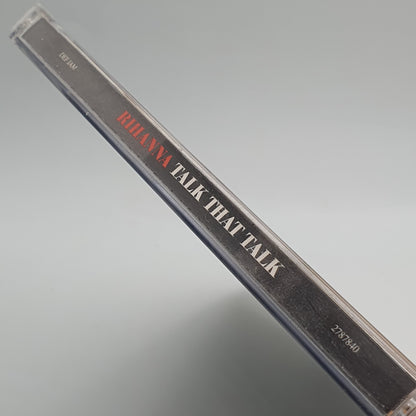 DEF JAM
RIHANNA TALK THAT TALK
2787840